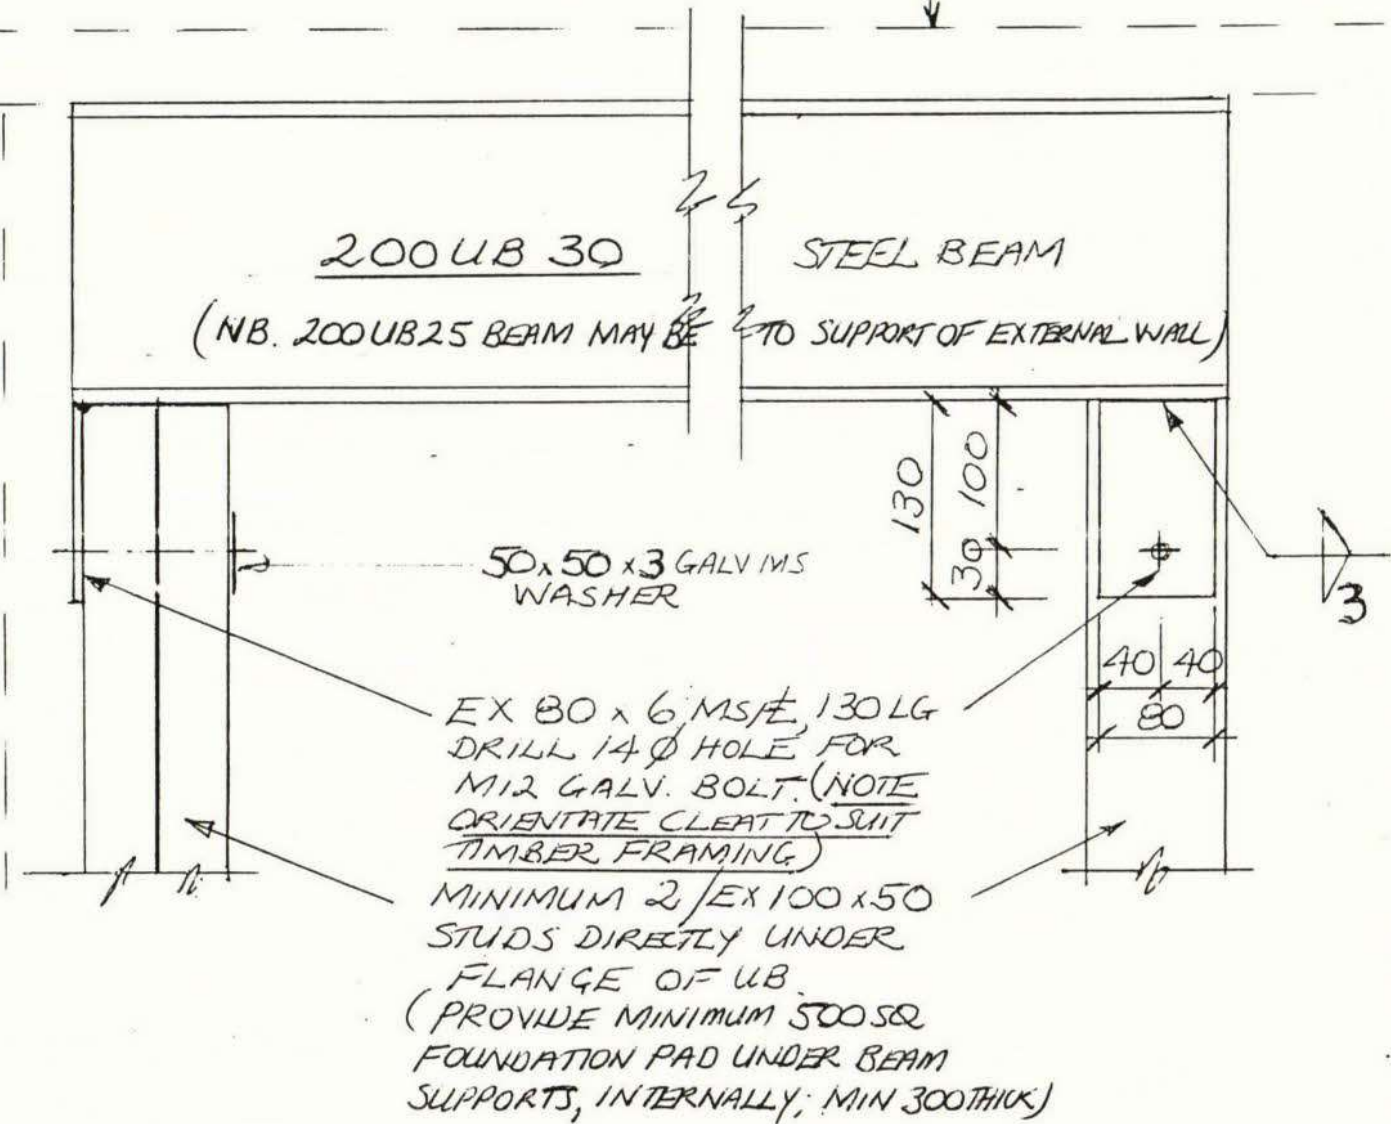 200UB 30 STEEL BEAM
(NB. 200UB25 BEAM MAY BE TO SUPPORT OF EXTERNAL WALL)
130
100
30
50x50x3 GALV MS
WASHER
3
40 40
80
EX 80 x 6 MS℄, 130 LG
DRILL 14 Ø HOLE FOR
M12 GALV. BOLT. (NOTE
ORIENTATE CLEAT TO SUIT
TIMBER FRAMING)
MINIMUM 2/EX 100x50
STUDS DIRECTLY UNDER
FLANGE OF UB.
(PROVIDE MINIMUM 500SQ
FOUNDATION PAD UNDER BEAM
SUPPORTS, INTERNALLY; MIN 300 THICK)